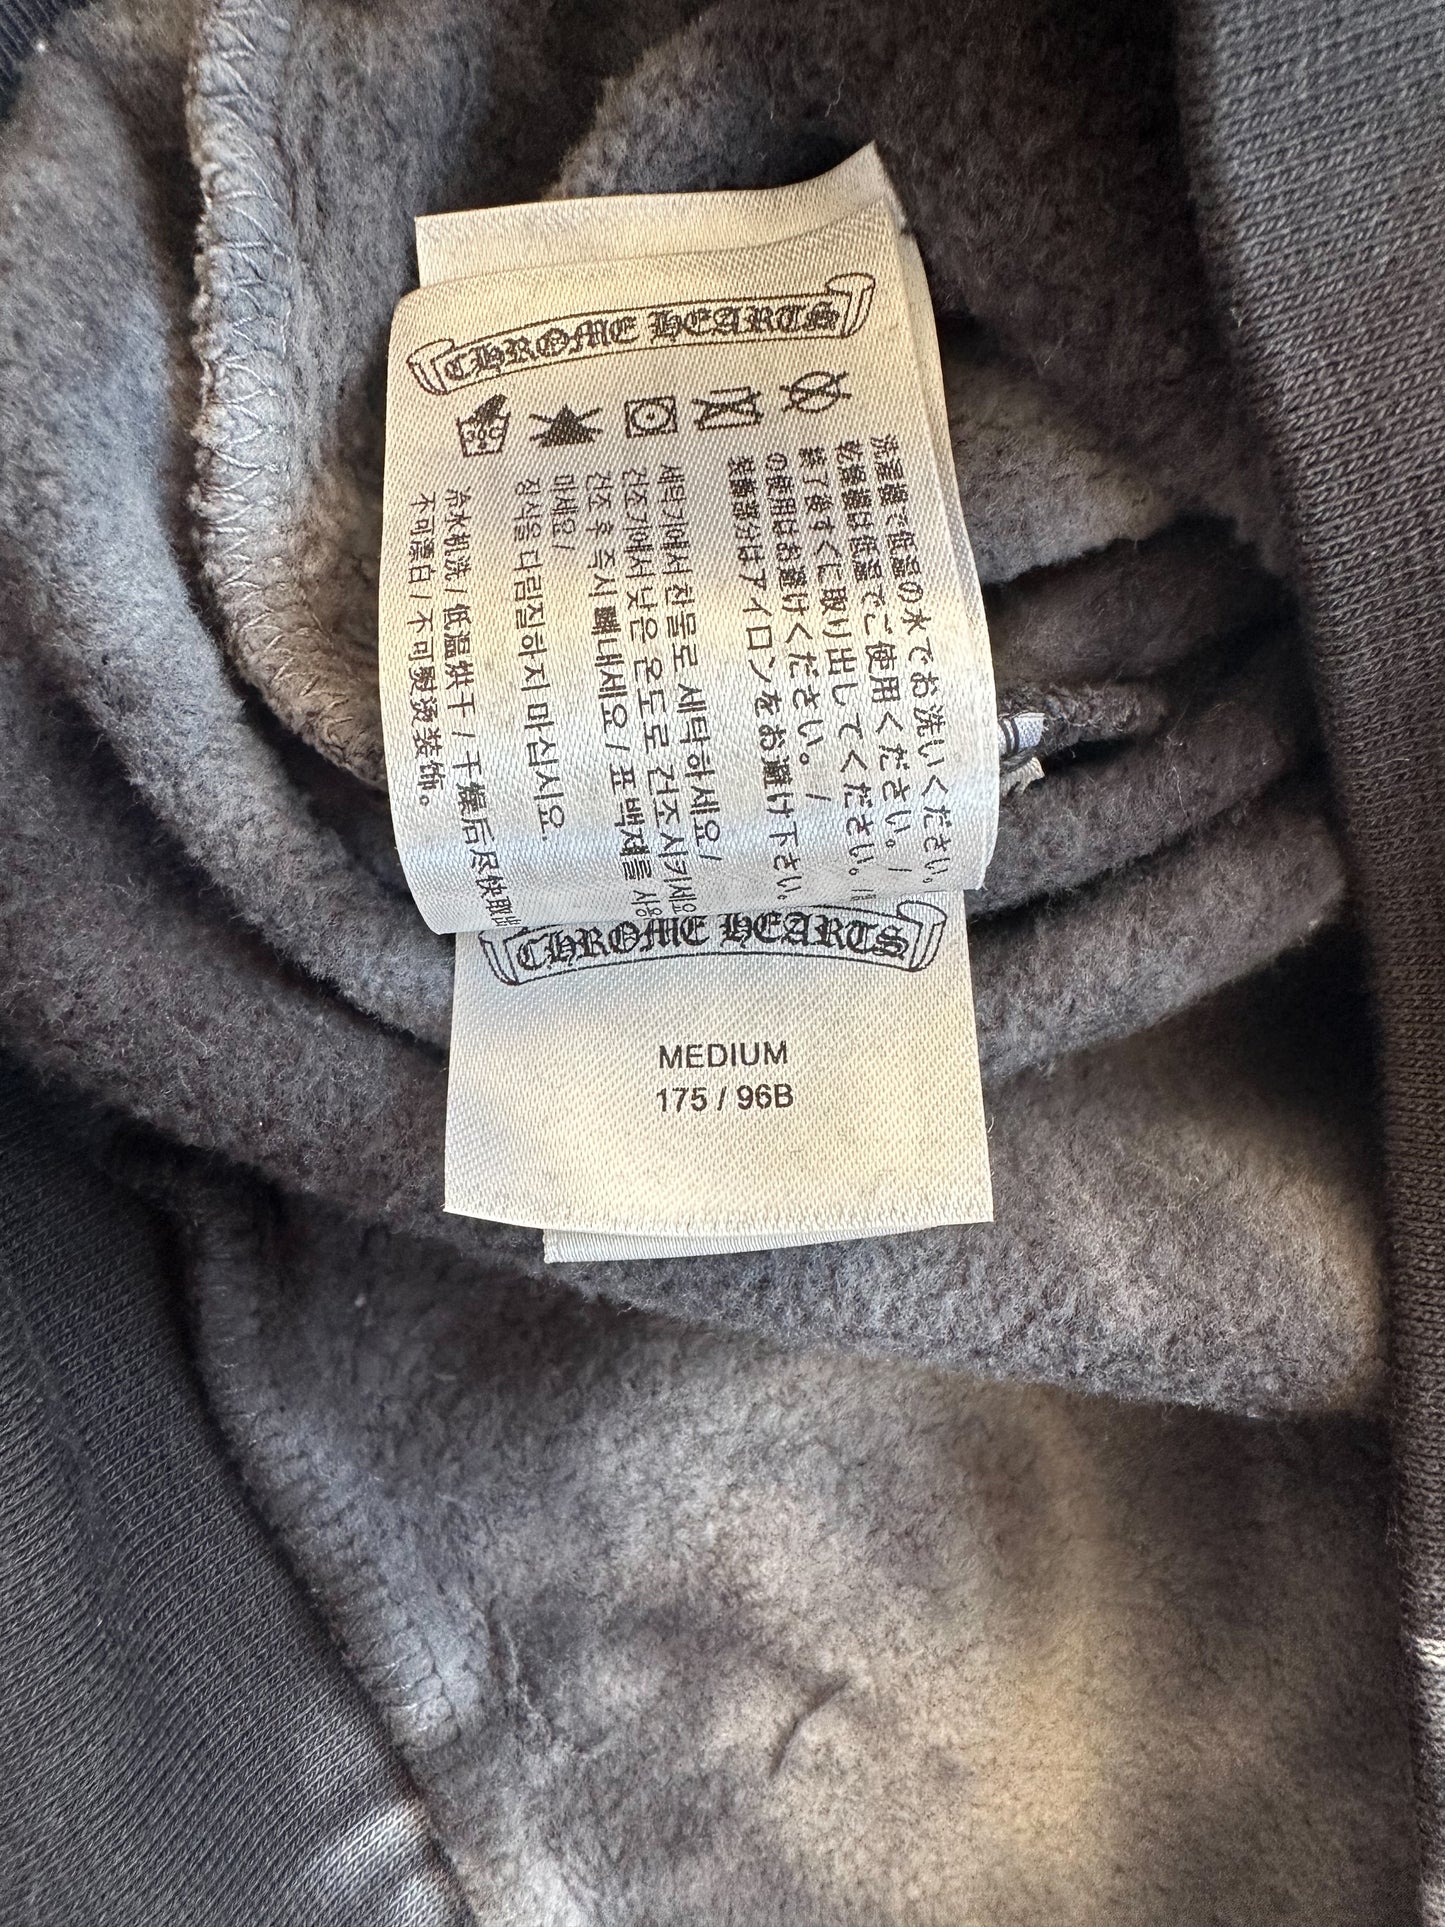 CHROME HEARTS
洗濯機で低温の水でお洗いください。
乾燥機は低温でご使用ください。/
終了後すぐに取り出してください。/
の使用はお避けください。/
装飾部分はアイロンをお避け下さい。
세탁기에서 찬물로 세탁하세요 /
건조기에서 낮은 온도로 건조시키세요
건조 후 즉시 빼내세요 / 표백제를 사용
마세요 /
장식을 다림질하지 마십시오.
冷水机洗 / 低温烘干 / 干燥后尽快取出
不可漂白 / 不可熨烫装饰。
CHROME HEARTS
MEDIUM
175 / 96B